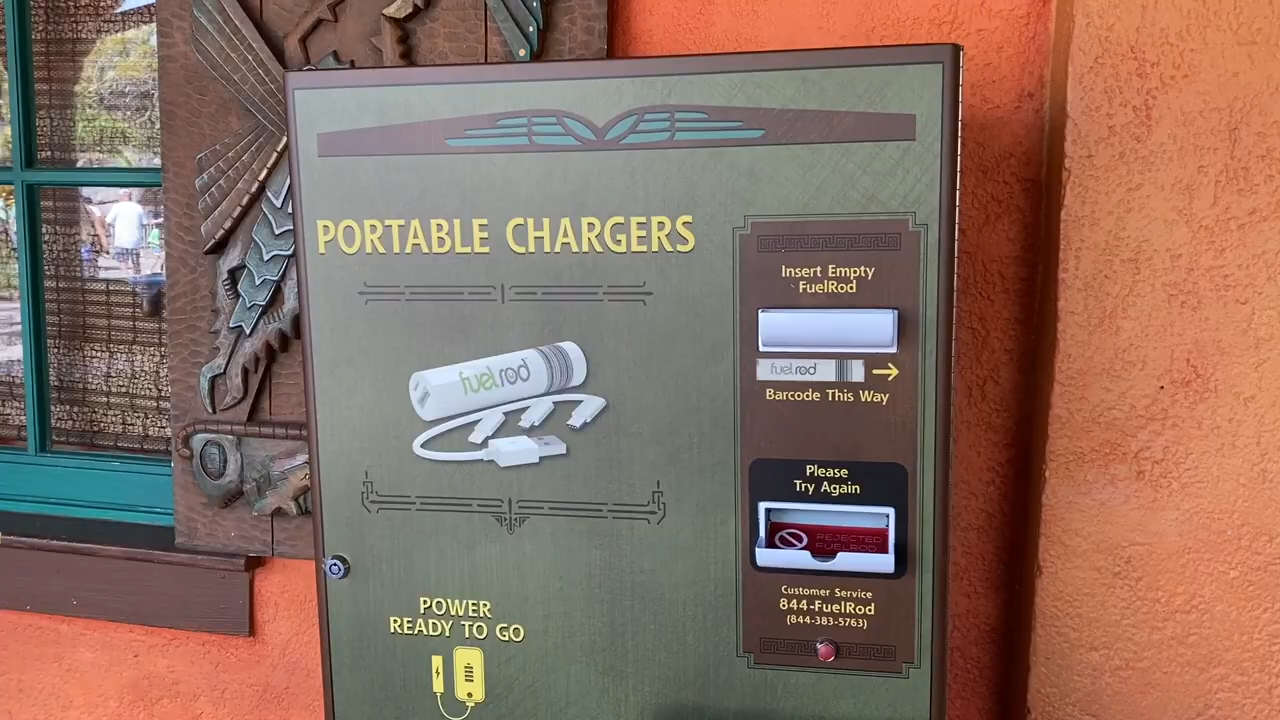 PORTABLE CHARGERS
fuelrod
POWER
READY TO GO
Insert Empty
FuelRod
fuelrod
Barcode This Way
Please
Try Again
REJECTED
FUELROD
Customer Service
844-FuelRod
(844-383-5763)